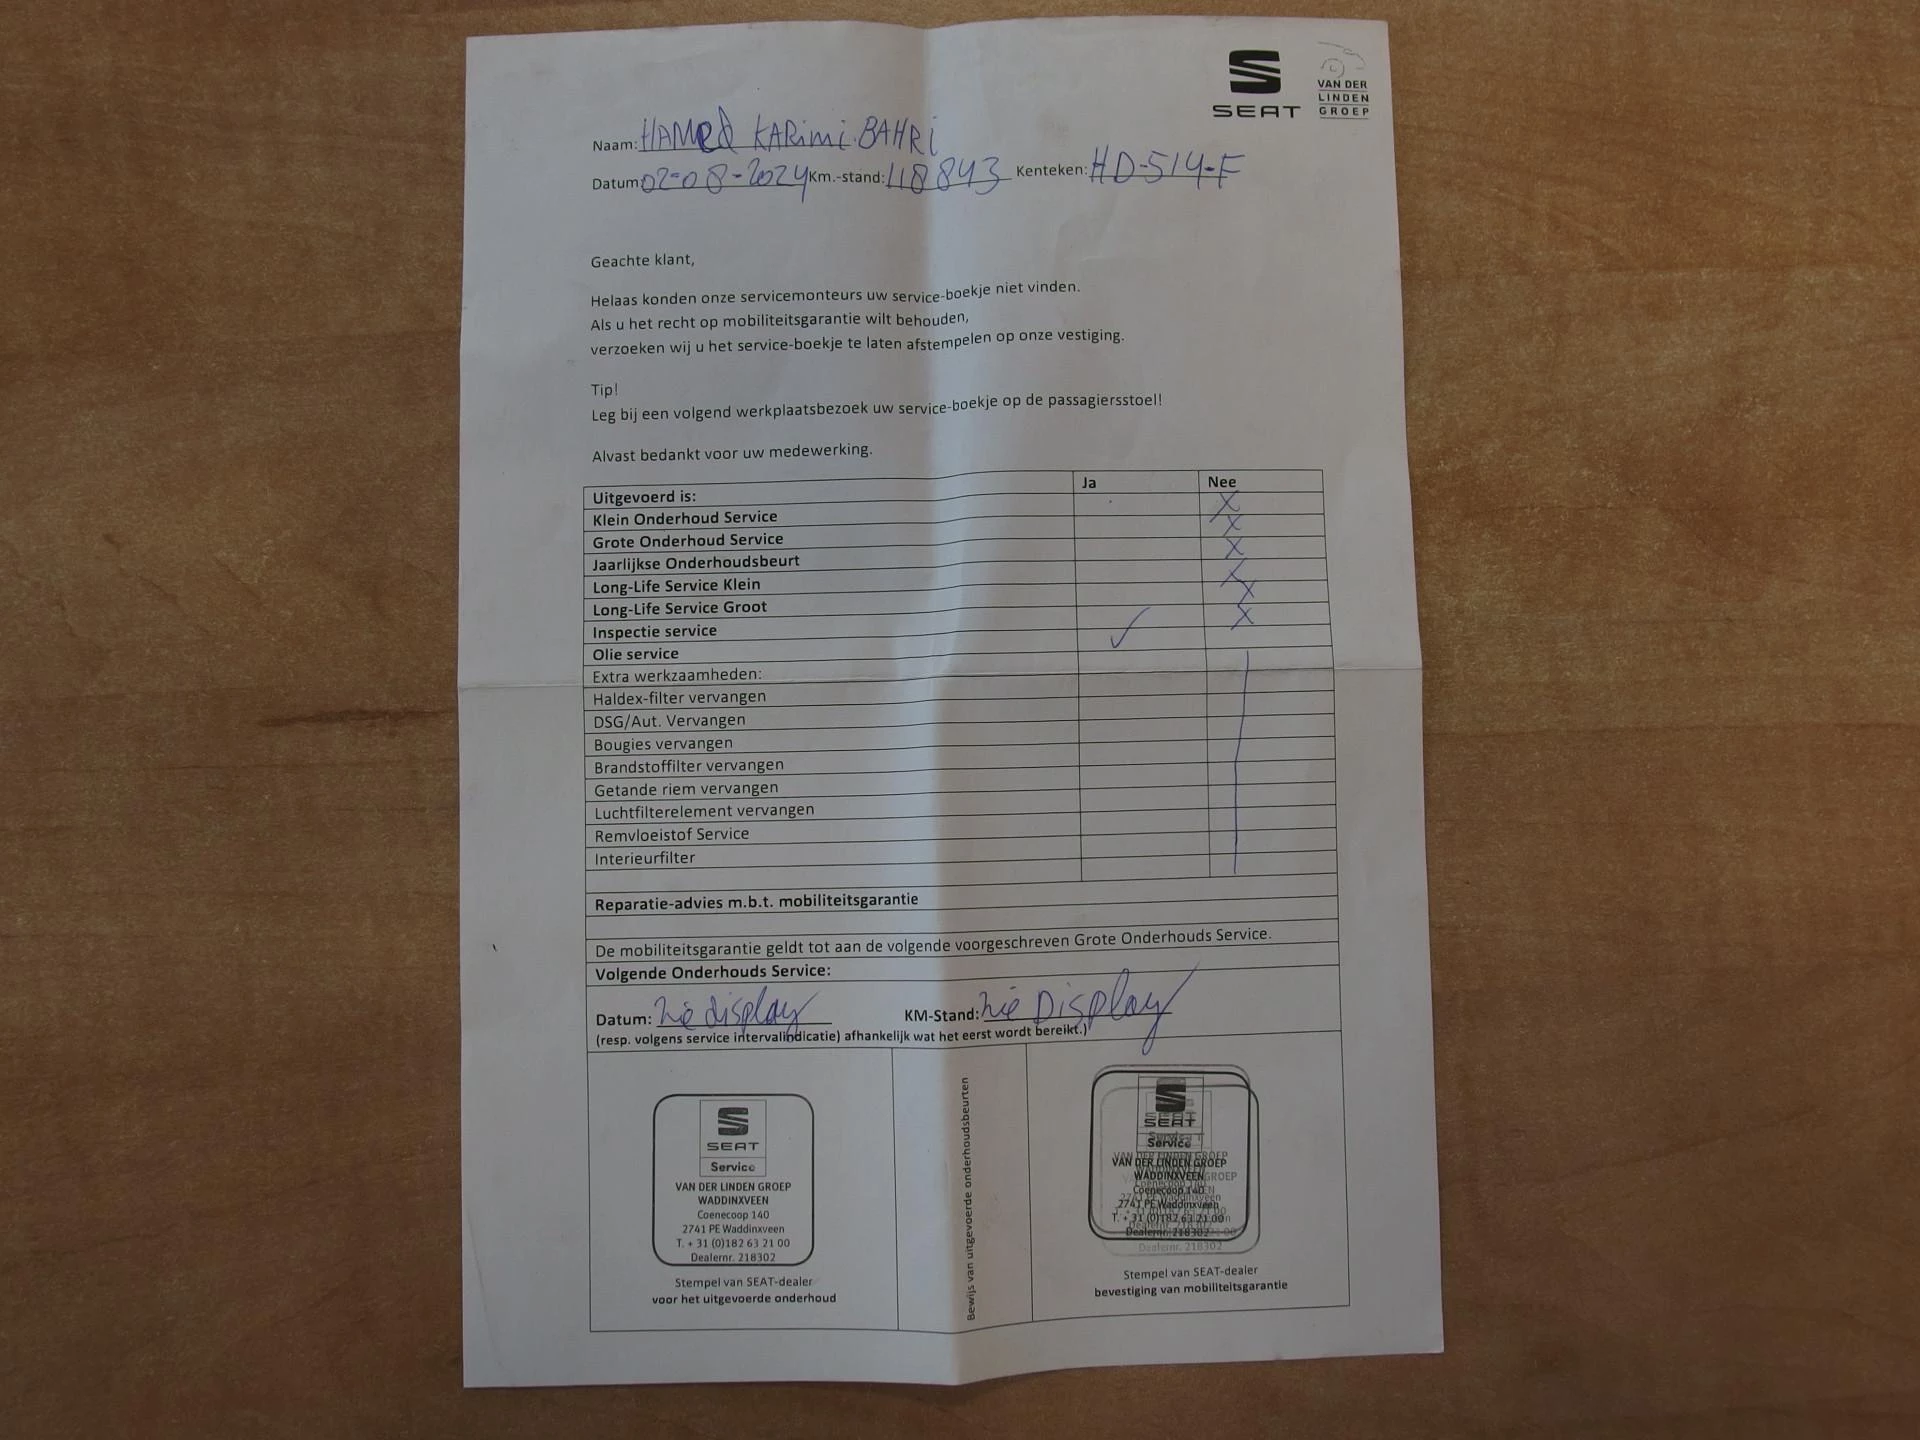 SEAT
VAN DER
LINDEN
GROEP
Naam: HAMed KARimi.BAHRi
Datum: 02-08-2024 Km.-stand: 118843 Kenteken: HD-514-F
Geachte klant,
Helaas konden onze servicemonteurs uw service-boekje niet vinden.
Als u het recht op mobiliteitsgarantie wilt behouden,
verzoeken wij u het service-boekje te laten afstempelen op onze vestiging.
Tip!
Leg bij een volgend werkplaatsbezoek uw service-boekje op de passagiersstoel!
Alvast bedankt voor uw medewerking.
Uitgevoerd is: Ja Nee
Klein Onderhoud Service X
Grote Onderhoud Service X
Jaarlijkse Onderhoudsbeurt X
Long-Life Service Klein X
Long-Life Service Groot X
Inspectie service ✓ X
Olie service
Extra werkzaamheden:
Haldex-filter vervangen
DSG/Aut. Vervangen
Bougies vervangen
Brandstoffilter vervangen
Getande riem vervangen
Luchtfilterelement vervangen
Remvloeistof Service
Interieurfilter
Reparatie-advies m.b.t. mobiliteitsgarantie
De mobiliteitsgarantie geldt tot aan de volgende voorgeschreven Grote Onderhouds Service.
Volgende Onderhouds Service:
Datum: zie display KM-Stand: zie Display
(resp. volgens service intervalindicatie) afhankelijk wat het eerst wordt bereikt.)
SEAT
Service
VAN DER LINDEN GROEP
WADDINXVEEN
Coenecoop 140
2741 PE Waddinxveen
T. + 31 (0)182 63 21 00
Dealernr. 218302
Stempel van SEAT-dealer
voor het uitgevoerde onderhoud
Bewijs van uitgevoerde onderhoudsbeurten
SEAT
Service
VAN DER LINDEN GROEP
WADDINXVEEN
Coenecoop 140
2741 PE Waddinxveen
T. + 31 (0)182 63 21 00
Dealernr. 218302
Dealernr. 218302
Stempel van SEAT-dealer
bevestiging van mobiliteitsgarantie